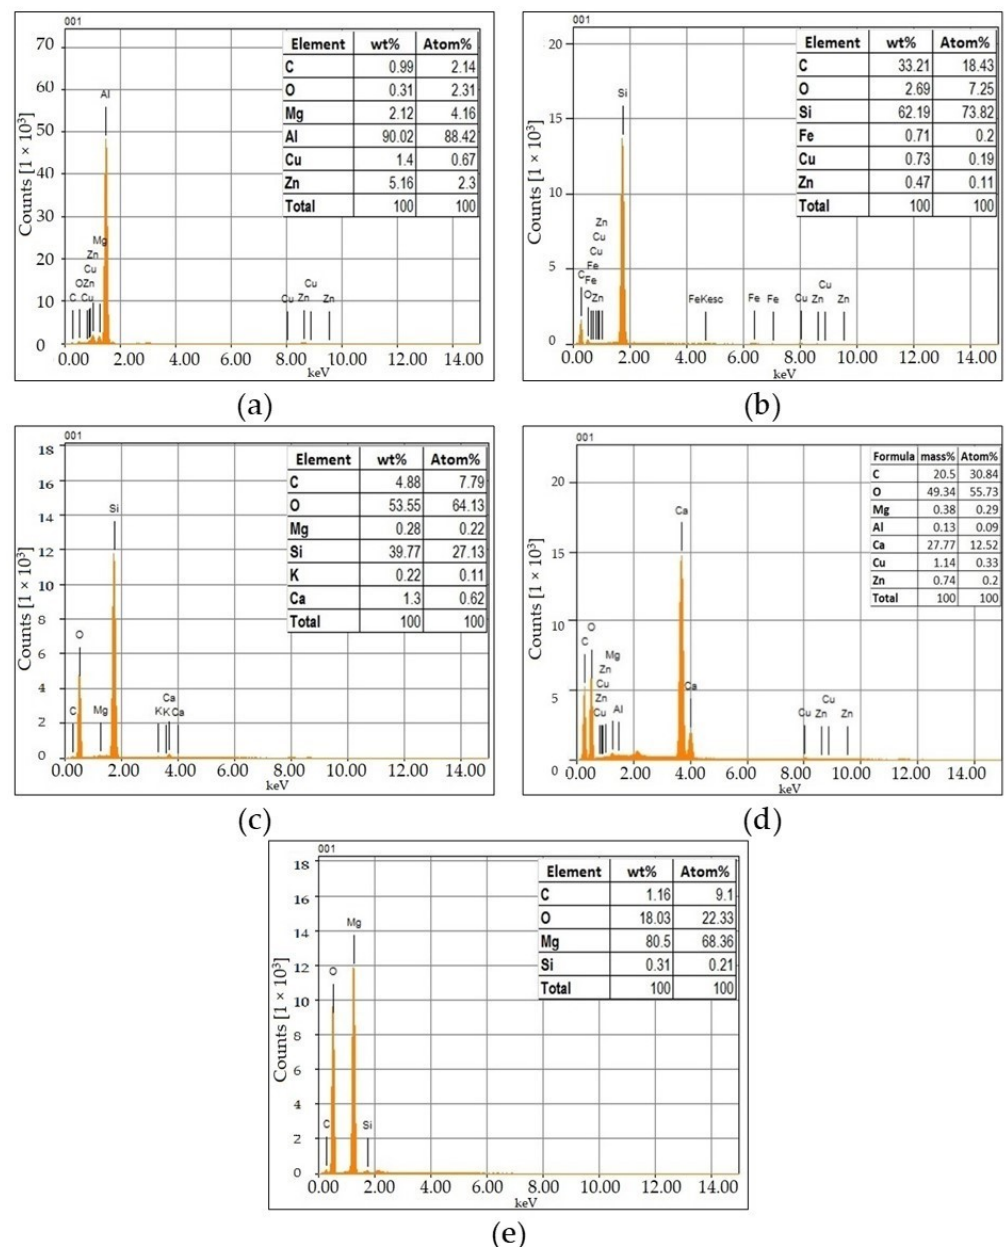 001
Counts [1 × 10³]
70
60
50
40
30
20
10
0
Element wt% Atom%
C 0.99 2.14
O 0.31 2.31
Mg 2.12 4.16
Al 90.02 88.42
Cu 1.4 0.67
Zn 5.16 2.3
Total 100 100
Al
Mg
Zn
Cu
C OZn
Cu
Cu
Cu Zn Zn
0.00 2.00 4.00 6.00 8.00 10.00 12.00 14.00
keV
(a)
001
Counts [1 × 10³]
20
15
10
5
0
Element wt% Atom%
C 33.21 18.43
O 2.69 7.25
Si 62.19 73.82
Fe 0.71 0.2
Cu 0.73 0.19
Zn 0.47 0.11
Total 100 100
Si
Zn
Cu
Cu
Fe
C Fe
O Zn
FeKesc Fe Fe Cu Zn Cu Zn
0.00 2.00 4.00 6.00 8.00 10.00 12.00 14.00
keV
(b)
001
Counts [1 × 10³]
18
16
14
12
10
8
6
4
2
0
Element wt% Atom%
C 4.88 7.79
O 53.55 64.13
Mg 0.28 0.22
Si 39.77 27.13
K 0.22 0.11
Ca 1.3 0.62
Total 100 100
Si
O
Ca
C Mg K K Ca
0.00 2.00 4.00 6.00 8.00 10.00 12.00 14.00
keV
(c)
001
Counts [1 × 10³]
20
15
10
5
0
Formula mass% Atom%
C 20.5 30.84
O 49.34 55.73
Mg 0.38 0.29
Al 0.13 0.09
Ca 27.77 12.52
Cu 1.14 0.33
Zn 0.74 0.2
Total 100 100
Ca
O
C Mg
Zn
Cu Ca
Zn
Cu Al
Cu
Cu Zn Zn
0.00 2.00 4.00 6.00 8.00 10.00 12.00 14.00
keV
(d)
001
Counts [1 × 10³]
18
16
14
12
10
8
6
4
2
0
Element wt% Atom%
C 1.16 9.1
O 18.03 22.33
Mg 80.5 68.36
Si 0.31 0.21
Total 100 100
Mg
O
C Si
0.00 2.00 4.00 6.00 8.00 10.00 12.00 14.00
keV
(e)